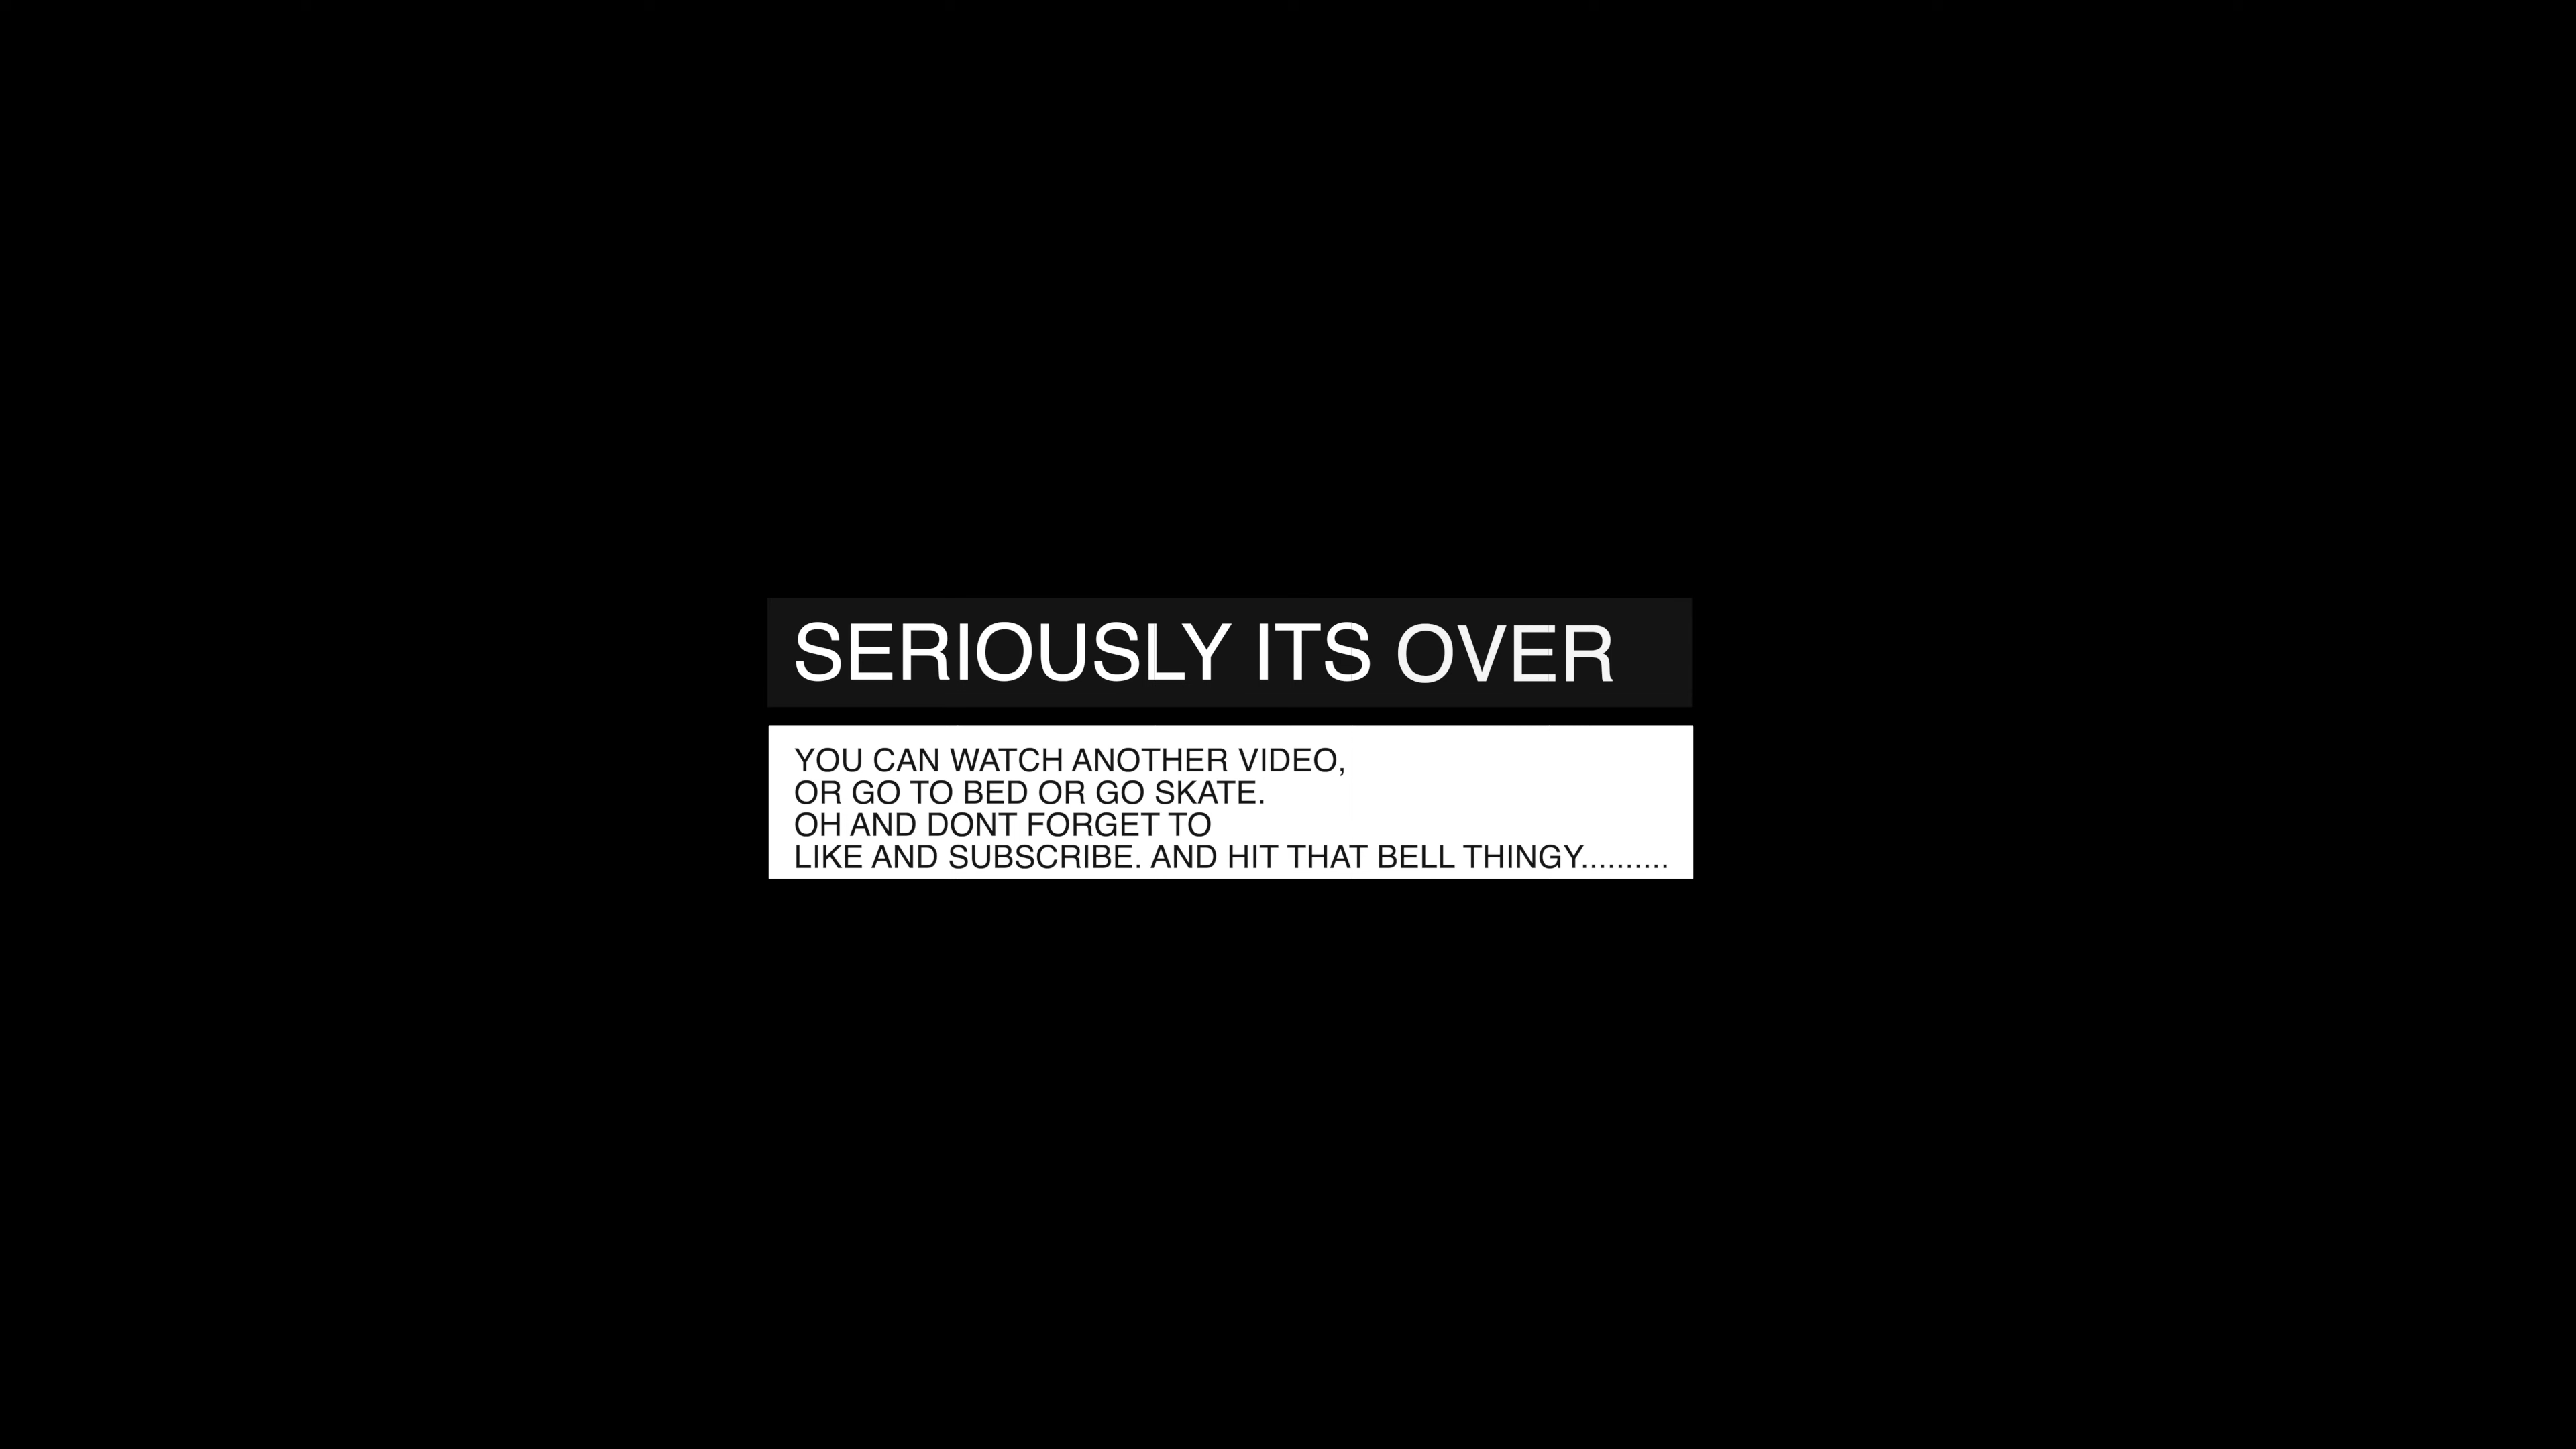 SERIOUSLY ITS OVER
YOU CAN WATCH ANOTHER VIDEO,
OR GO TO BED OR GO SKATE.
OH AND DONT FORGET TO
LIKE AND SUBSCRIBE. AND HIT THAT BELL THINGY..........